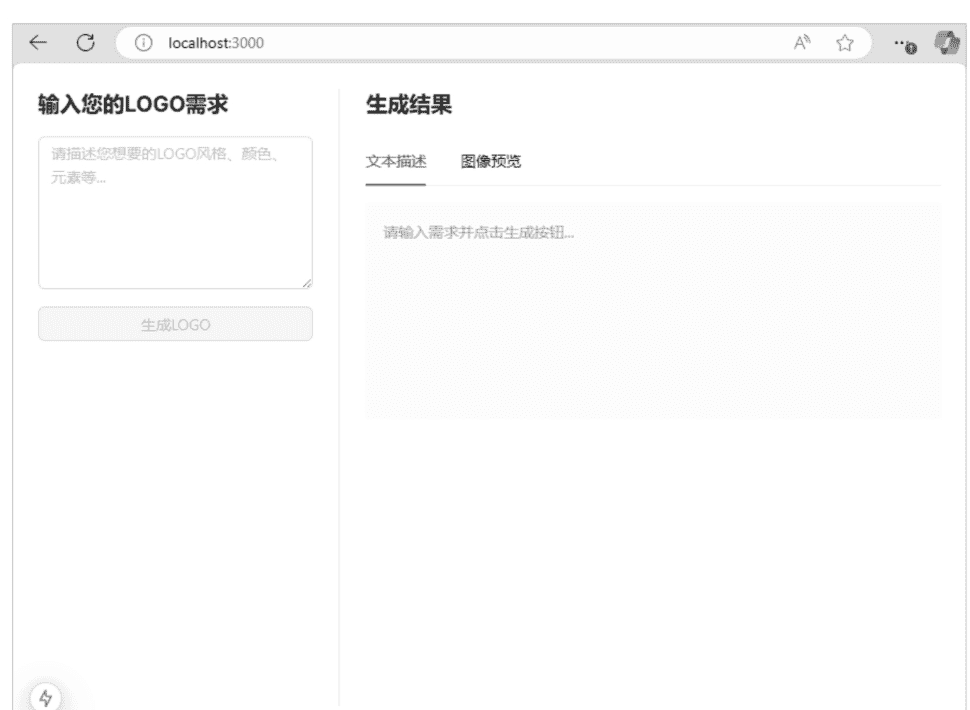 localhost:3000
输入您的LOGO需求
请描述您想要的LOGO风格、颜色、
元素等...
生成LOGO
生成结果
文本描述 图像预览
请输入需求并点击生成按钮...